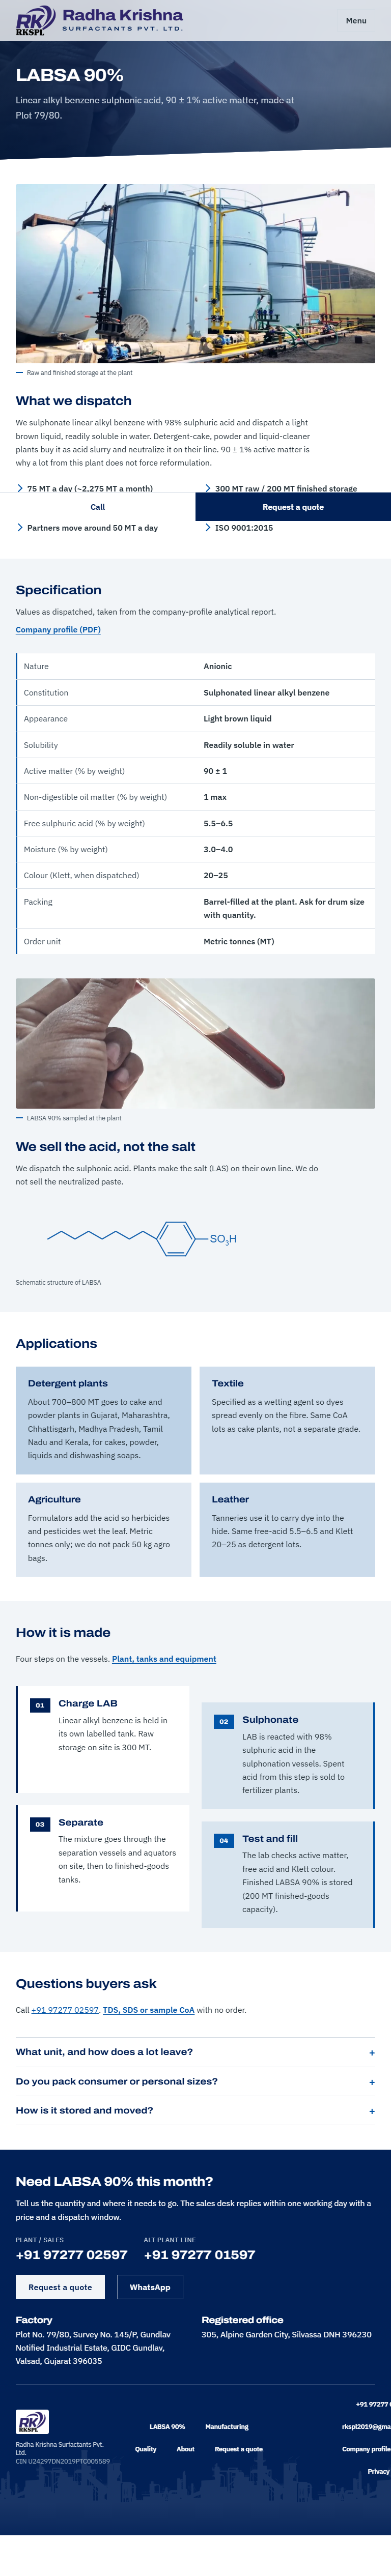 RK
RKSPL
Radha Krishna
SURFACTANTS PVT. LTD.
Menu
LABSA 90%
Linear alkyl benzene sulphonic acid, 90 ± 1% active matter, made at
Plot 79/80.
Raw and finished storage at the plant
What we dispatch
We sulphonate linear alkyl benzene with 98% sulphuric acid and dispatch a light
brown liquid, readily soluble in water. Detergent-cake, powder and liquid-cleaner
plants buy it as acid slurry and neutralize it on their own line. 90 ± 1% active matter is
why a lot from this plant does not force reformulation.
75 MT a day (~2,275 MT a month)
300 MT raw / 200 MT finished storage
Call
Request a quote
Partners move around 50 MT a day
ISO 9001:2015
Specification
Values as dispatched, taken from the company-profile analytical report.
Company profile (PDF)
Nature Anionic
Constitution Sulphonated linear alkyl benzene
Appearance Light brown liquid
Solubility Readily soluble in water
Active matter (% by weight) 90 ± 1
Non-digestible oil matter (% by weight) 1 max
Free sulphuric acid (% by weight) 5.5–6.5
Moisture (% by weight) 3.0–4.0
Colour (Klett, when dispatched) 20–25
Packing Barrel-filled at the plant. Ask for drum size
with quantity.
Order unit Metric tonnes (MT)
LABSA 90% sampled at the plant
We sell the acid, not the salt
We dispatch the sulphonic acid. Plants make the salt (LAS) on their own line. We do
not sell the neutralized paste.
SO3H
Schematic structure of LABSA
Applications
Detergent plants
About 700–800 MT goes to cake and
powder plants in Gujarat, Maharashtra,
Chhattisgarh, Madhya Pradesh, Tamil
Nadu and Kerala, for cakes, powder,
liquids and dishwashing soaps.
Textile
Specified as a wetting agent so dyes
spread evenly on the fibre. Same CoA
lots as cake plants, not a separate grade.
Agriculture
Formulators add the acid so herbicides
and pesticides wet the leaf. Metric
tonnes only; we do not pack 50 kg agro
bags.
Leather
Tanneries use it to carry dye into the
hide. Same free-acid 5.5–6.5 and Klett
20–25 as detergent lots.
How it is made
Four steps on the vessels. Plant, tanks and equipment
01
Charge LAB
Linear alkyl benzene is held in
its own labelled tank. Raw
storage on site is 300 MT.
02
Sulphonate
LAB is reacted with 98%
sulphuric acid in the
sulphonation vessels. Spent
acid from this step is sold to
fertilizer plants.
03
Separate
The mixture goes through the
separation vessels and aquators
on site, then to finished-goods
tanks.
04
Test and fill
The lab checks active matter,
free acid and Klett colour.
Finished LABSA 90% is stored
(200 MT finished-goods
capacity).
Questions buyers ask
Call +91 97277 02597. TDS, SDS or sample CoA with no order.
What unit, and how does a lot leave? +
Do you pack consumer or personal sizes? +
How is it stored and moved? +
Need LABSA 90% this month?
Tell us the quantity and where it needs to go. The sales desk replies within one working day with a
price and a dispatch window.
PLANT / SALES
+91 97277 02597
ALT PLANT LINE
+91 97277 01597
Request a quote
WhatsApp
Factory
Plot No. 79/80, Survey No. 145/P, Gundlav
Notified Industrial Estate, GIDC Gundlav,
Valsad, Gujarat 396035
Registered office
305, Alpine Garden City, Silvassa DNH 396230
RK
RKSPL
Radha Krishna Surfactants Pvt.
Ltd.
CIN U24297DN2019PTC005589
LABSA 90%
Manufacturing
Quality
About
Request a quote
+91 97277
rkspl2019@gma
Company profile
Privacy